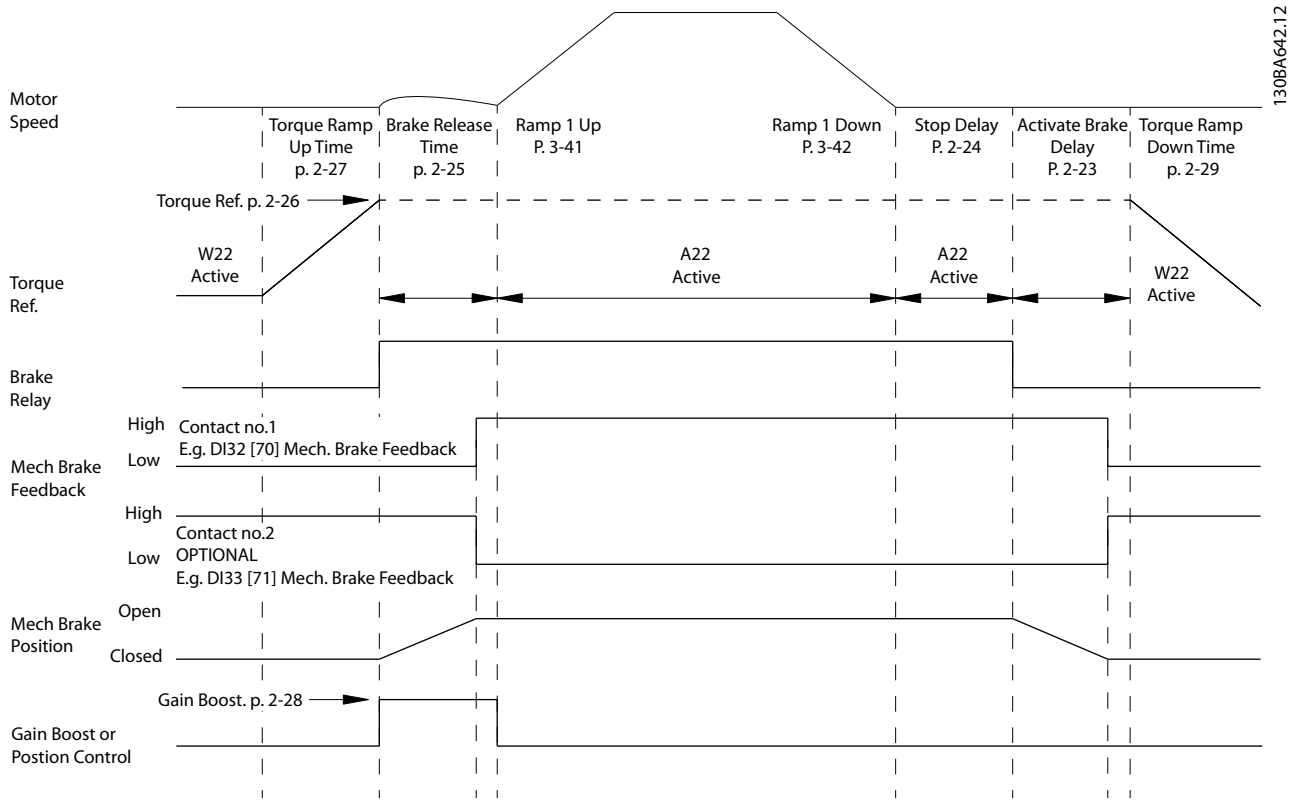 130BA642.12
Motor
Speed
Torque Ramp
Up Time
p. 2-27
Brake Release
Time
p. 2-25
Ramp 1 Up
P. 3-41
Ramp 1 Down
P. 3-42
Stop Delay
P. 2-24
Activate Brake
Delay
P. 2-23
Torque Ramp
Down Time
p. 2-29
Torque Ref. p. 2-26
Torque
Ref.
W22
Active
A22
Active
A22
Active
W22
Active
Brake
Relay
Mech Brake
Feedback
High
Low
Contact no.1
E.g. DI32 [70] Mech. Brake Feedback
High
Low
Contact no.2
OPTIONAL
E.g. DI33 [71] Mech. Brake Feedback
Mech Brake
Position
Open
Closed
Gain Boost. p. 2-28
Gain Boost or
Postion Control